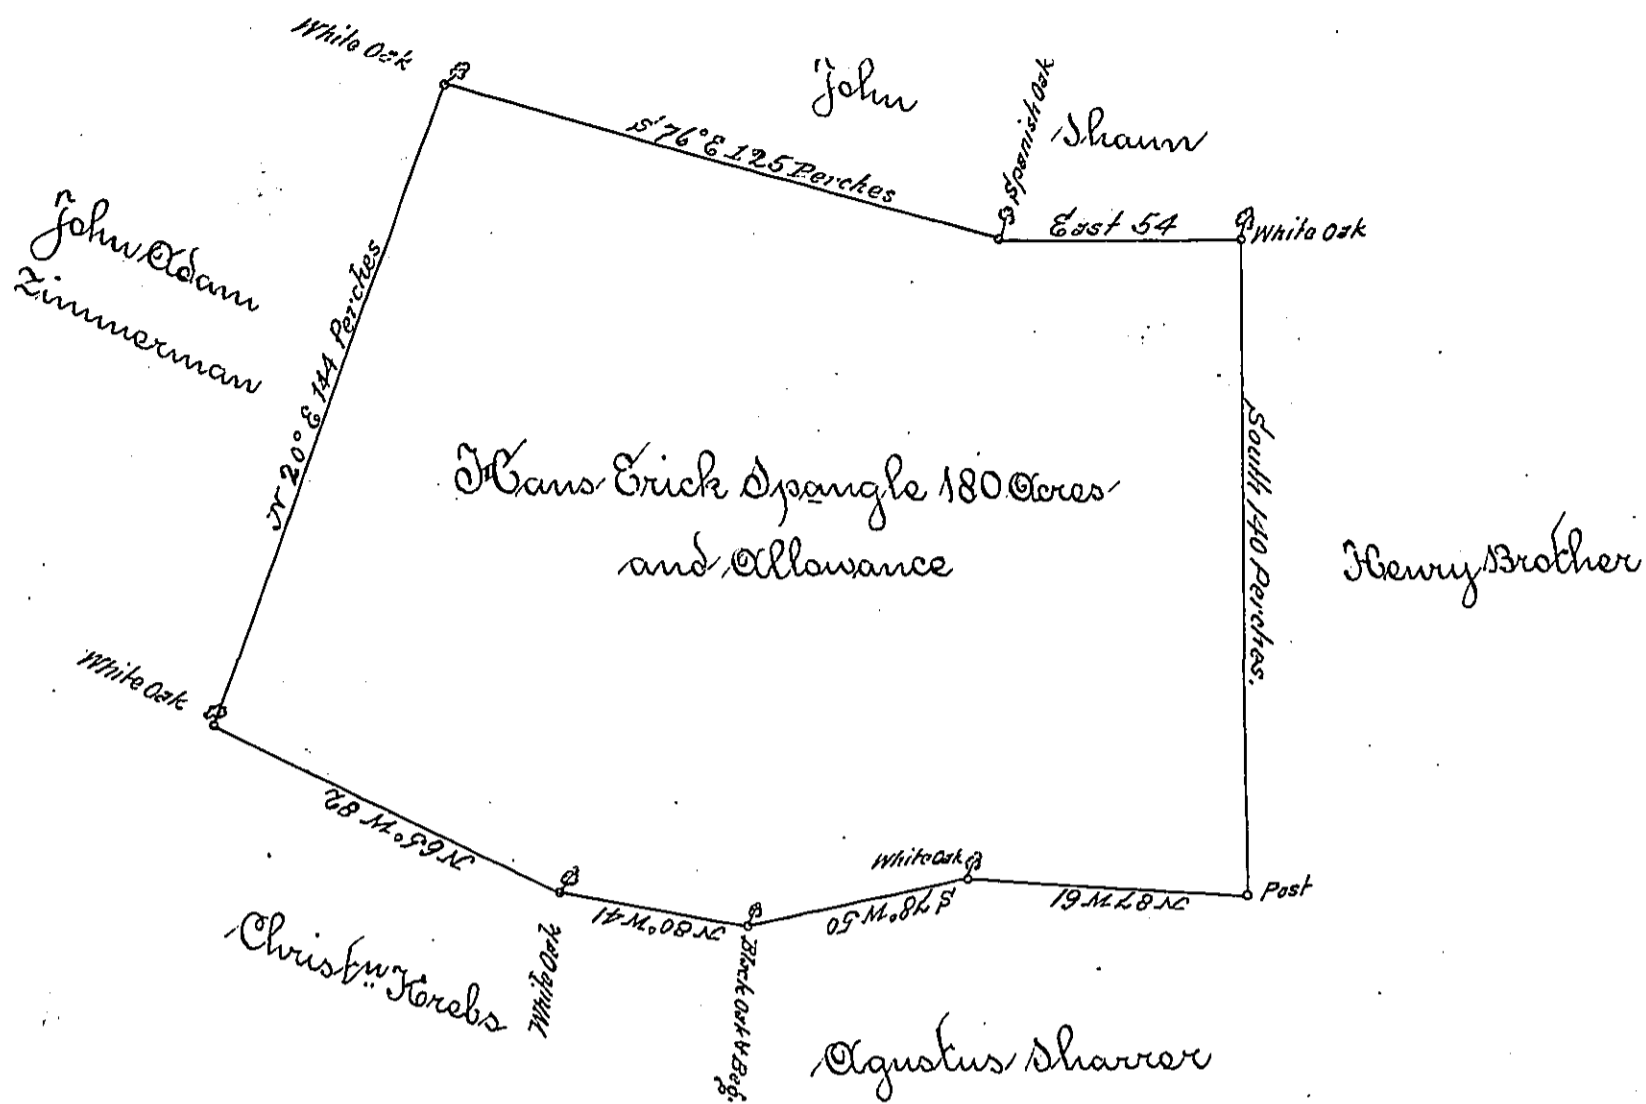 White Oak
John
Spanish Oak
Shaun
S 76° E 125 Perches
East 54
White Oak
John Adam
Zimmerman
N 20° E 144 Perches
South 140 Perches.
Hans Erick Spangle 180 Acres
and Allowance
Henry Brother
White Oak
N 65° W 82
White Oak
N 80° W 41
S 78° W 50
White Oak
N 87 W 61
Post
Christn Krebs
Black Oak & Beg.
Agustus Sharrer